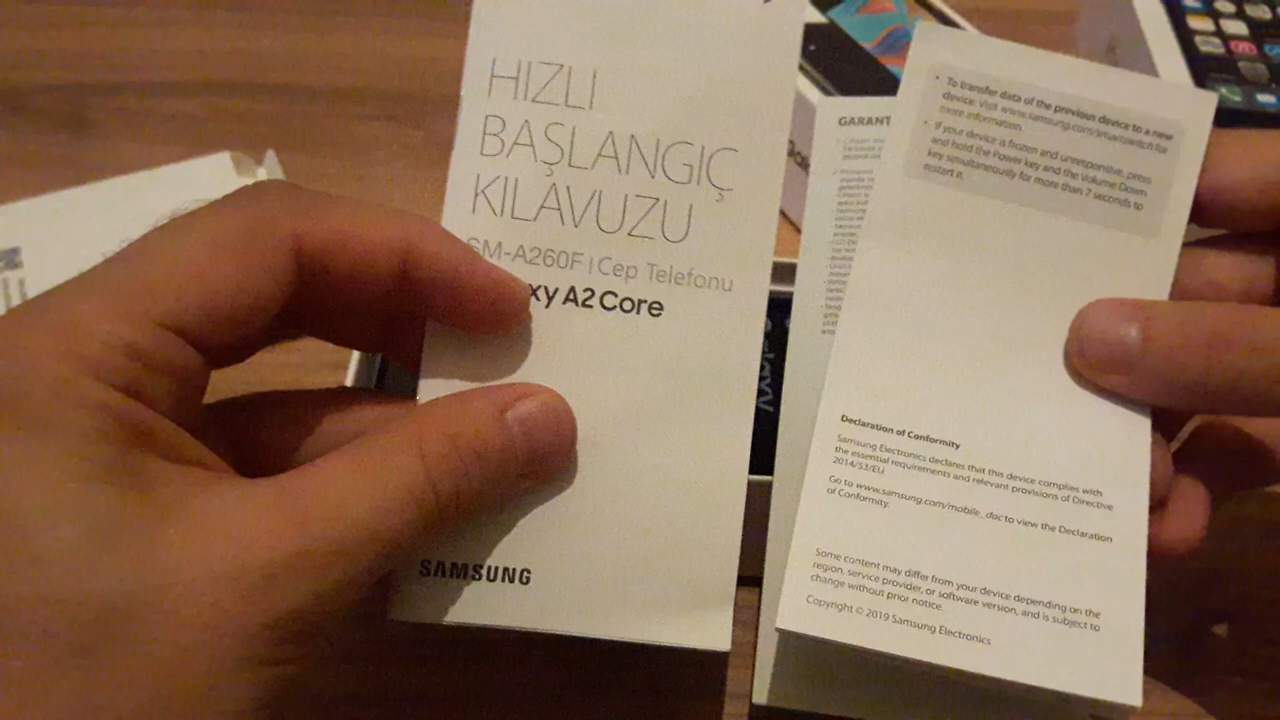 HIZLI
BAŞLANGIÇ
KILAVUZU
SM-A260F | Cep Telefonu
xy A2 Core
SAMSUNG
GARANT
• To transfer data of the previous device to a new
device. Visit www.samsung.com/smartswitch for
more information.
• If your device is frozen and unresponsive, press
and hold the Power key and the Volume Down
key simultaneously for more than 7 seconds to
restart it.
Declaration of Conformity
Samsung Electronics declares that this device complies with
the essential requirements and relevant provisions of Directive
2014/53/EU
Go to www.samsung.com/mobile_doc to view the Declaration
of Conformity.
Some content may differ from your device depending on the
region, service provider, or software version, and is subject to
change without prior notice.
Copyright © 2019 Samsung Electronics